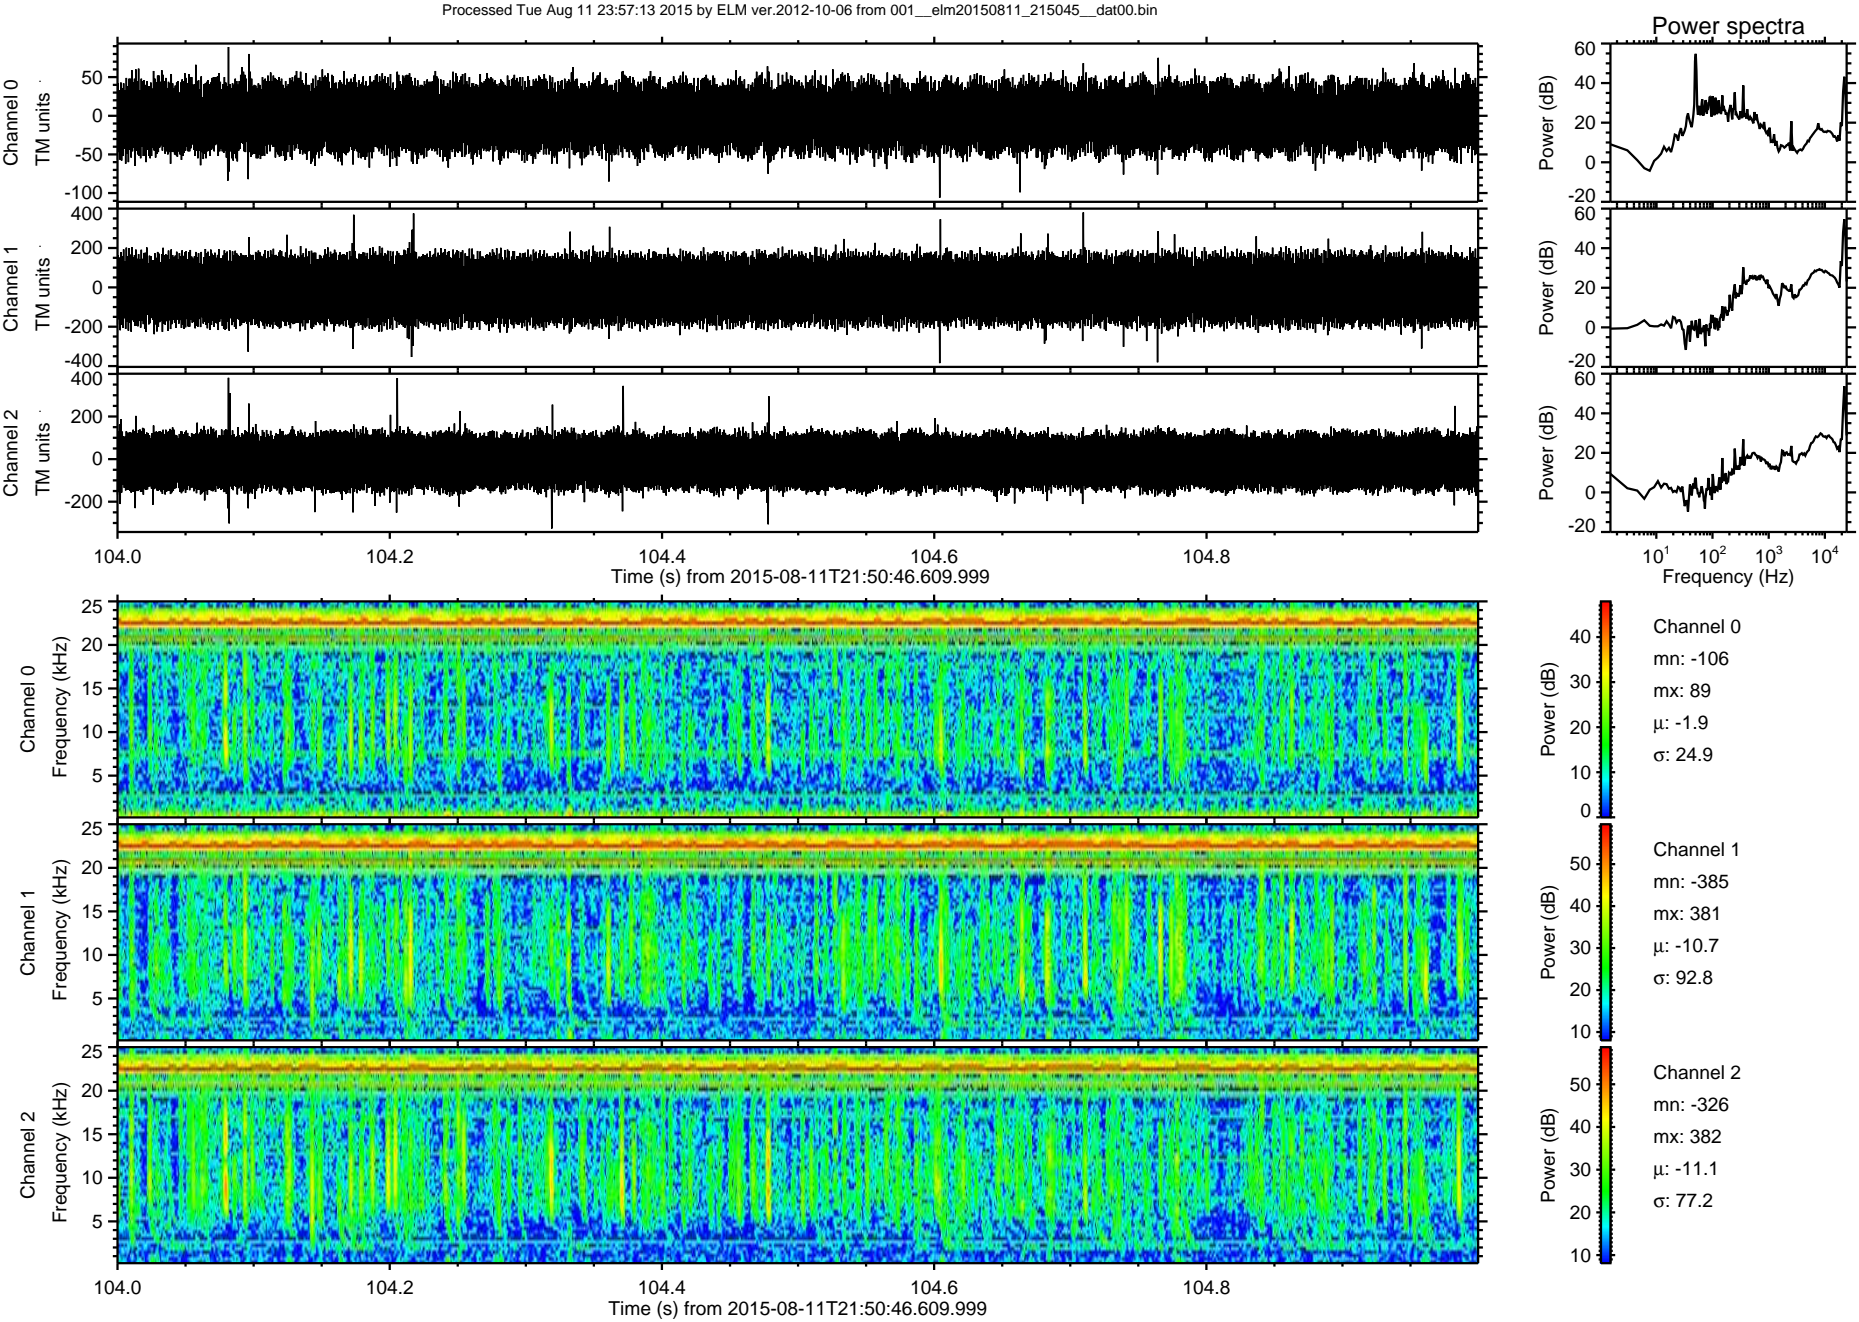 Processed Tue Aug 11 23:57:13 2015 by ELM ver.2012-10-06 from 001__elm20150811_215045__dat00.bin
Power spectra
Channel 0
TM units .
50
0
-50
-100
Power (dB)
60
40
20
0
-20
Channel 1
TM units .
400
200
0
-200
-400
Power (dB)
60
40
20
0
-20
Channel 2
TM units .
400
200
0
-200
Power (dB)
60
40
20
0
-20
104.0 104.2 104.4 104.6 104.8
Time (s) from 2015-08-11T21:50:46.609.999
10^1 10^2 10^3 10^4
Frequency (Hz)
Channel 0
Frequency (kHz)
25
20
15
10
5
Power (dB)
40
30
20
10
0
Channel 0
mn: -106
mx: 89
μ: -1.9
σ: 24.9
Channel 1
Frequency (kHz)
25
20
15
10
5
Power (dB)
50
40
30
20
10
Channel 1
mn: -385
mx: 381
μ: -10.7
σ: 92.8
Channel 2
Frequency (kHz)
25
20
15
10
5
Power (dB)
50
40
30
20
10
Channel 2
mn: -326
mx: 382
μ: -11.1
σ: 77.2
104.0 104.2 104.4 104.6 104.8
Time (s) from 2015-08-11T21:50:46.609.999